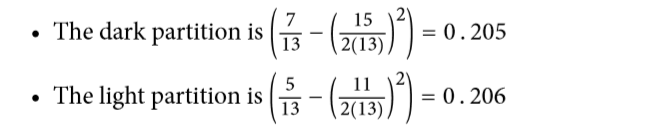 • The dark partition is (7/13 − (15/2(13))²) = 0.205
• The light partition is (5/13 − (11/2(13))²) = 0.206